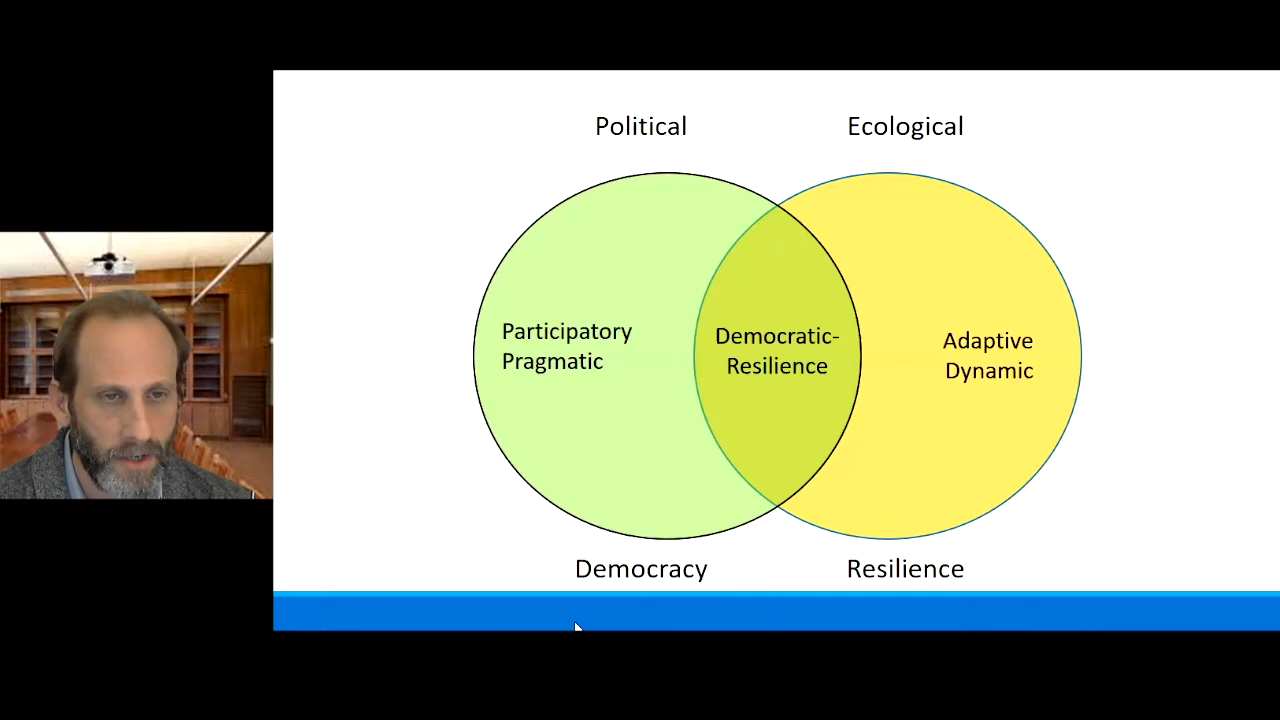 Political
Ecological
Participatory
Pragmatic
Democratic-
Resilience
Adaptive
Dynamic
Democracy
Resilience